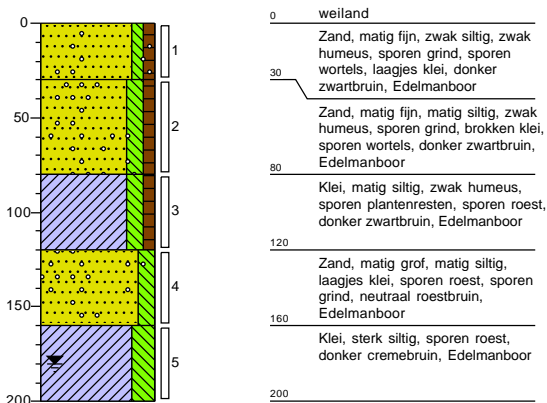 0
50
100
150
200
1
2
3
4
5
0 weiland
Zand, matig fijn, zwak siltig, zwak
humeus, sporen grind, sporen
wortels, laagjes klei, donker
zwartbruin, Edelmanboor
30
Zand, matig fijn, matig siltig, zwak
humeus, sporen grind, brokken klei,
sporen wortels, donker zwartbruin,
Edelmanboor
80
Klei, matig siltig, zwak humeus,
sporen plantenresten, sporen roest,
donker zwartbruin, Edelmanboor
120
Zand, matig grof, matig siltig,
laagjes klei, sporen roest, sporen
grind, neutraal roestbruin,
Edelmanboor
160
Klei, sterk siltig, sporen roest,
donker cremebruin, Edelmanboor
200